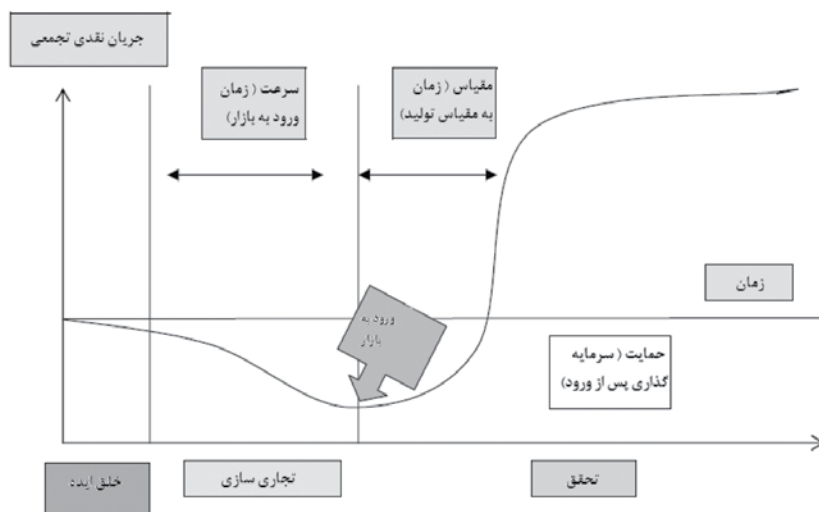 جریان نقدی تجمعی
سرعت ( زمان
ورود به بازار)
مقیاس ( زمان
به مقیاس تولید)
زمان
ورود به
بازار
حمایت ( سرمایه
گذاری پس از ورود)
خلق ایده
تجاری سازی
تحقق